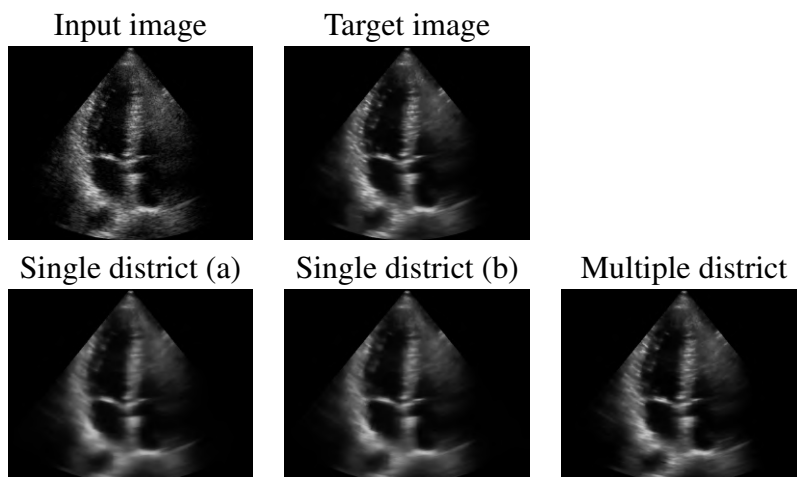 Input image
Target image
Single district (a)
Single district (b)
Multiple district